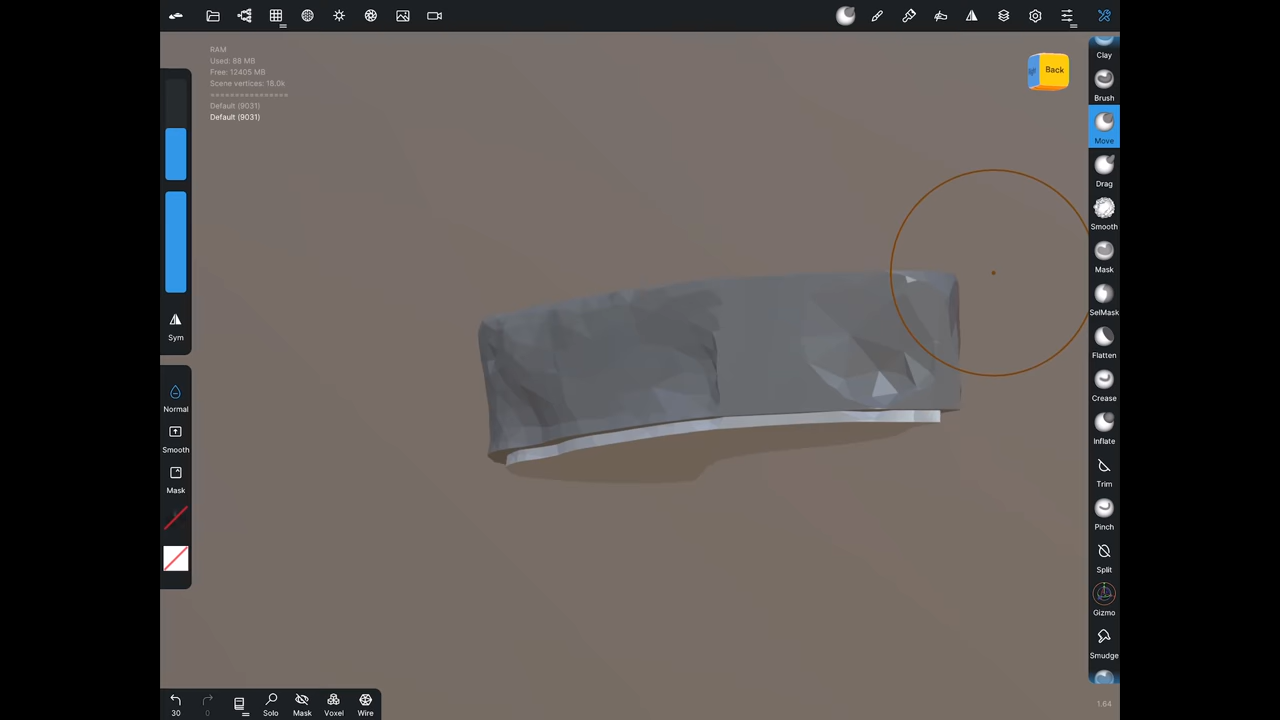 RAM
Used: 88 MB
Free: 12405 MB
Scene vertices: 18.0k
================
Default (9031)
Default (9031)
Back
Sym
Normal
Smooth
Mask
30
0
Solo
Mask
Voxel
Wire
Clay
Brush
Move
Drag
Smooth
Mask
SelMask
Flatten
Crease
Inflate
Trim
Pinch
Split
Gizmo
Smudge
1.64